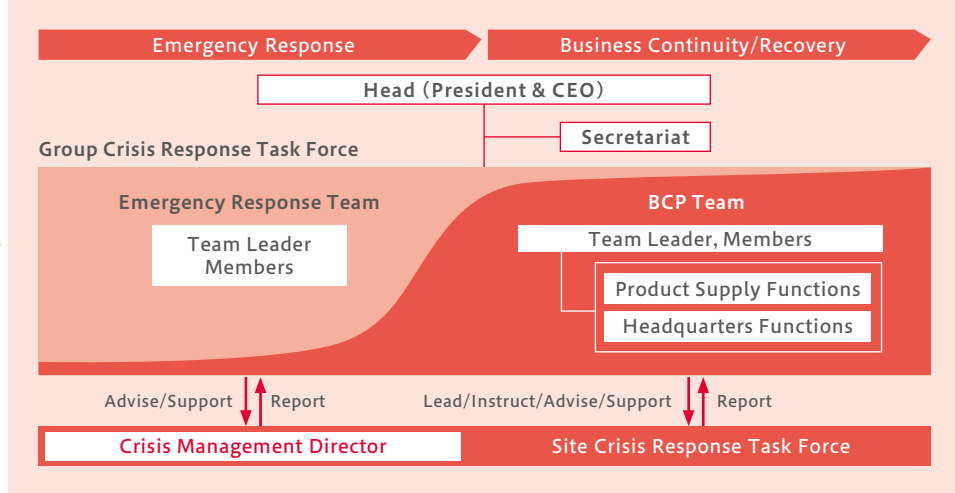 Emergency Response
Business Continuity/Recovery
Head (President & CEO)
Secretariat
Group Crisis Response Task Force
Emergency Response Team
Team Leader
Members
BCP Team
Team Leader, Members
Product Supply Functions
Headquarters Functions
Advise/Support
Report
Lead/Instruct/Advise/Support
Report
Crisis Management Director
Site Crisis Response Task Force